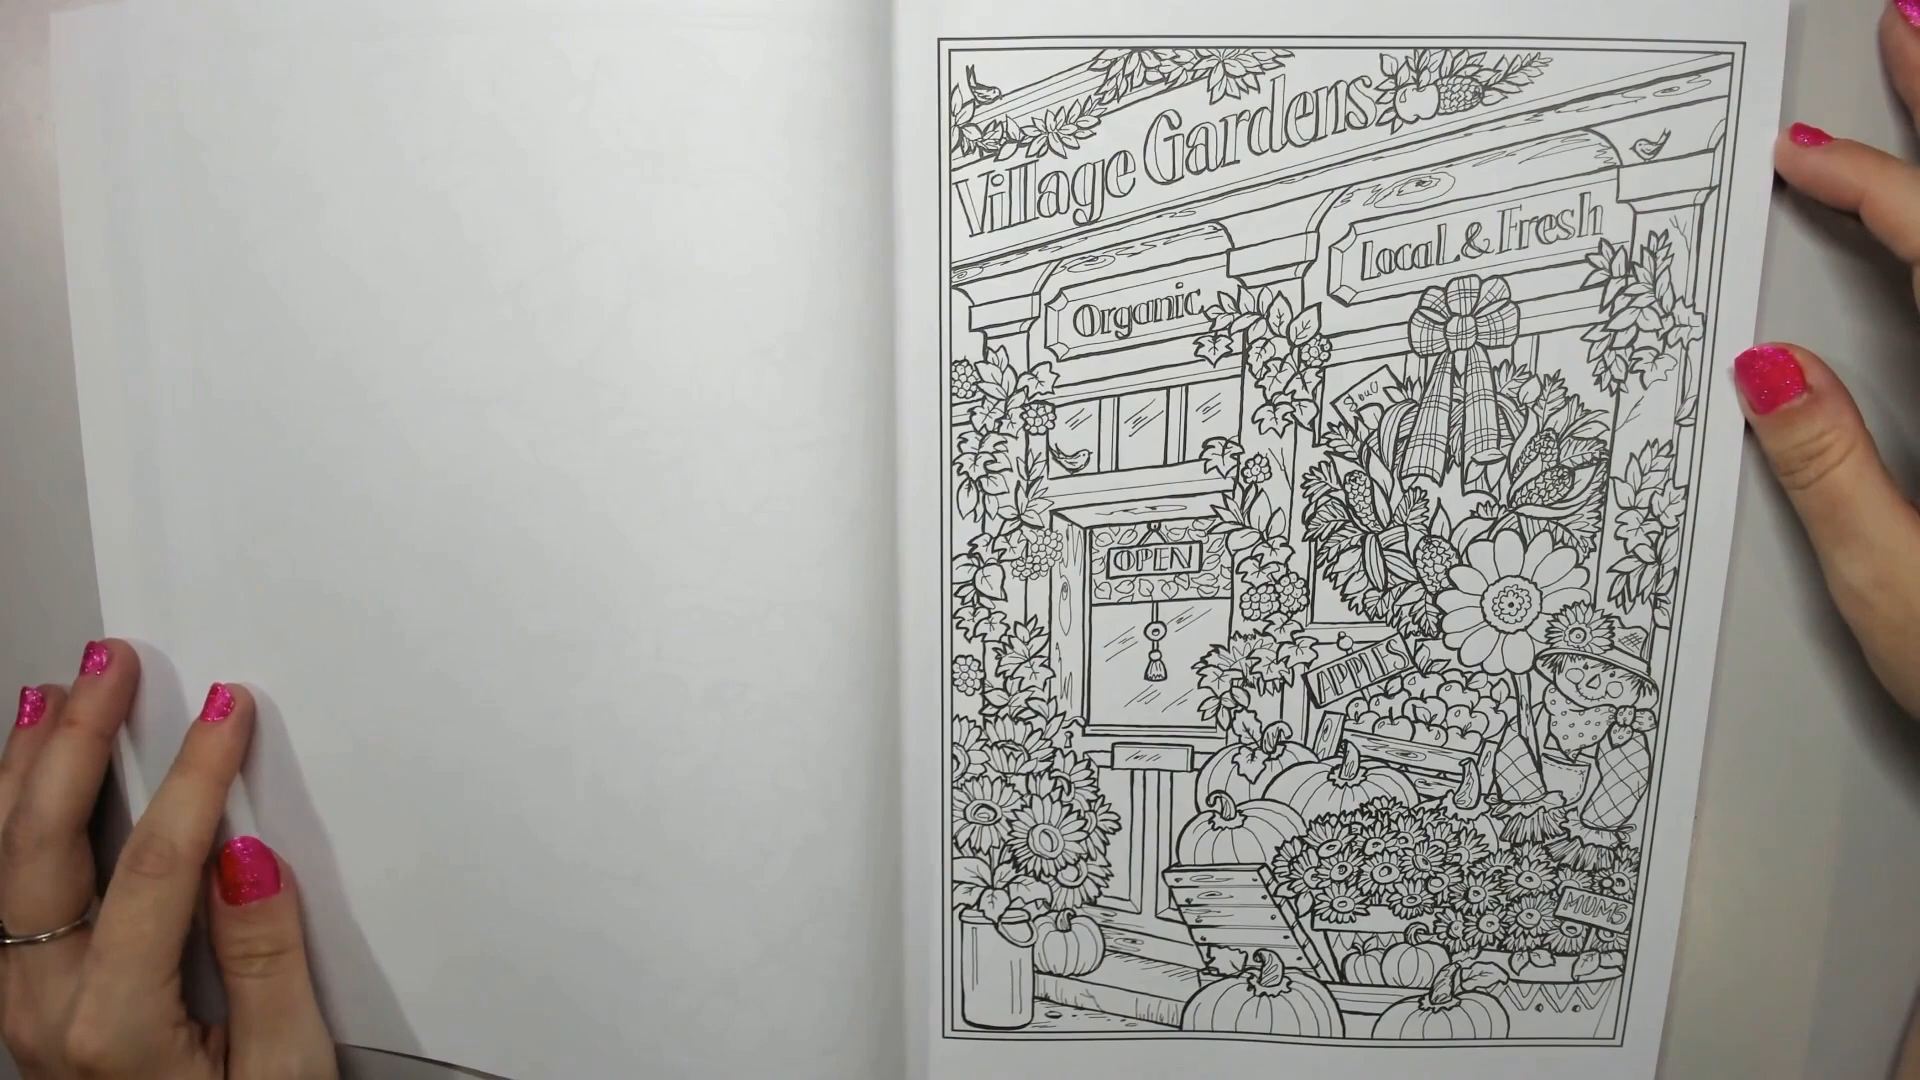 Village Gardens
Local & Fresh
Organic
OPEN
APPLES
MUMS